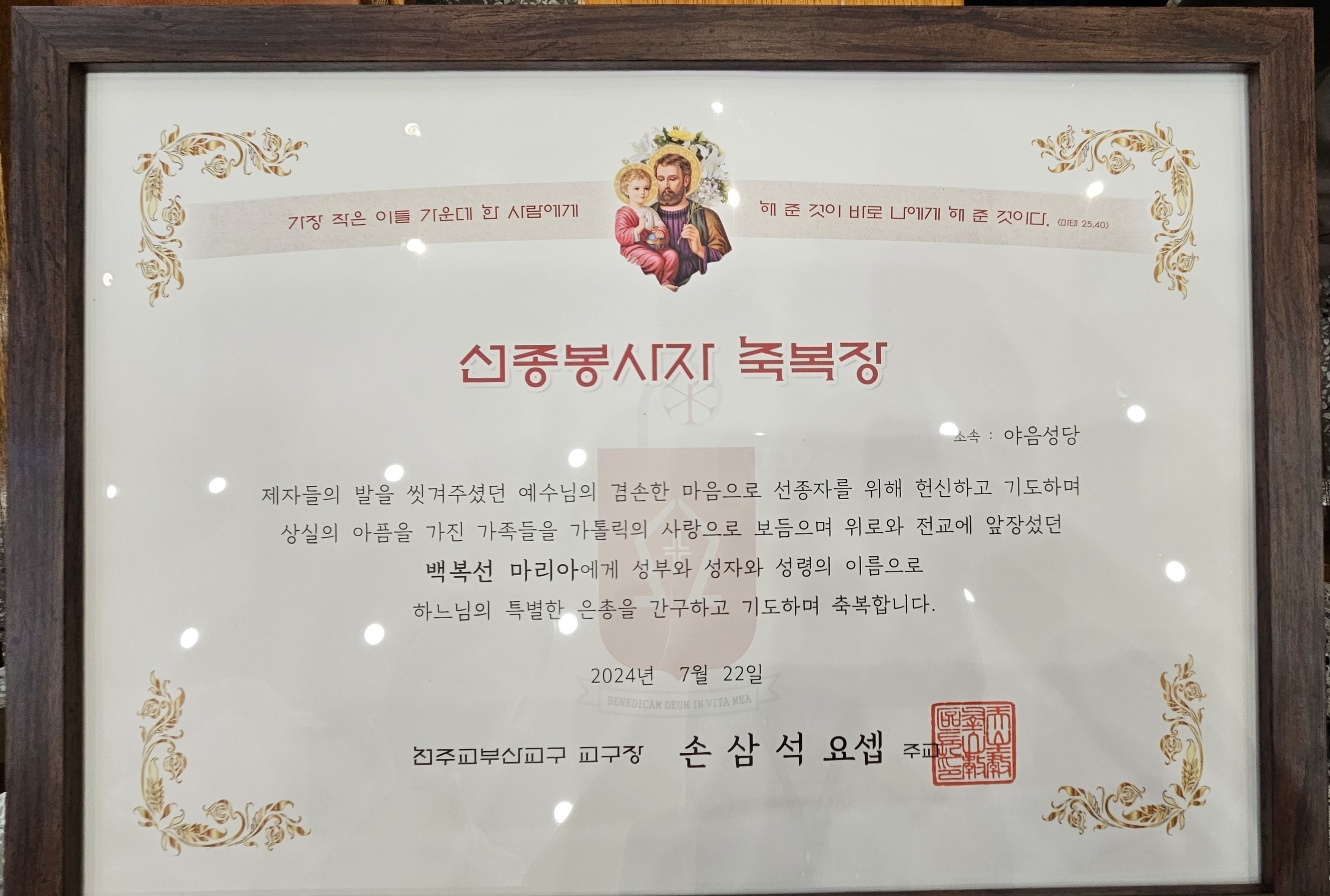 가장 작은 이들 가운데 한 사람에게 해 준 것이 바로 나에게 해 준 것이다. (마태 25,40)
선종봉사자 축복장
소속 : 야음성당
제자들의 발을 씻겨주셨던 예수님의 겸손한 마음으로 선종자를 위해 헌신하고 기도하며
상실의 아픔을 가진 가족들을 가톨릭의 사랑으로 보듬으며 위로와 전교에 앞장섰던
백복선 마리아에게 성부와 성자와 성령의 이름으로
하느님의 특별한 은총을 간구하고 기도하며 축복합니다.
2024년 7월 22일
BENEDICAM DEUM IN VITA MEA
천주교부산교구 교구장 손 삼 석 요셉 주교